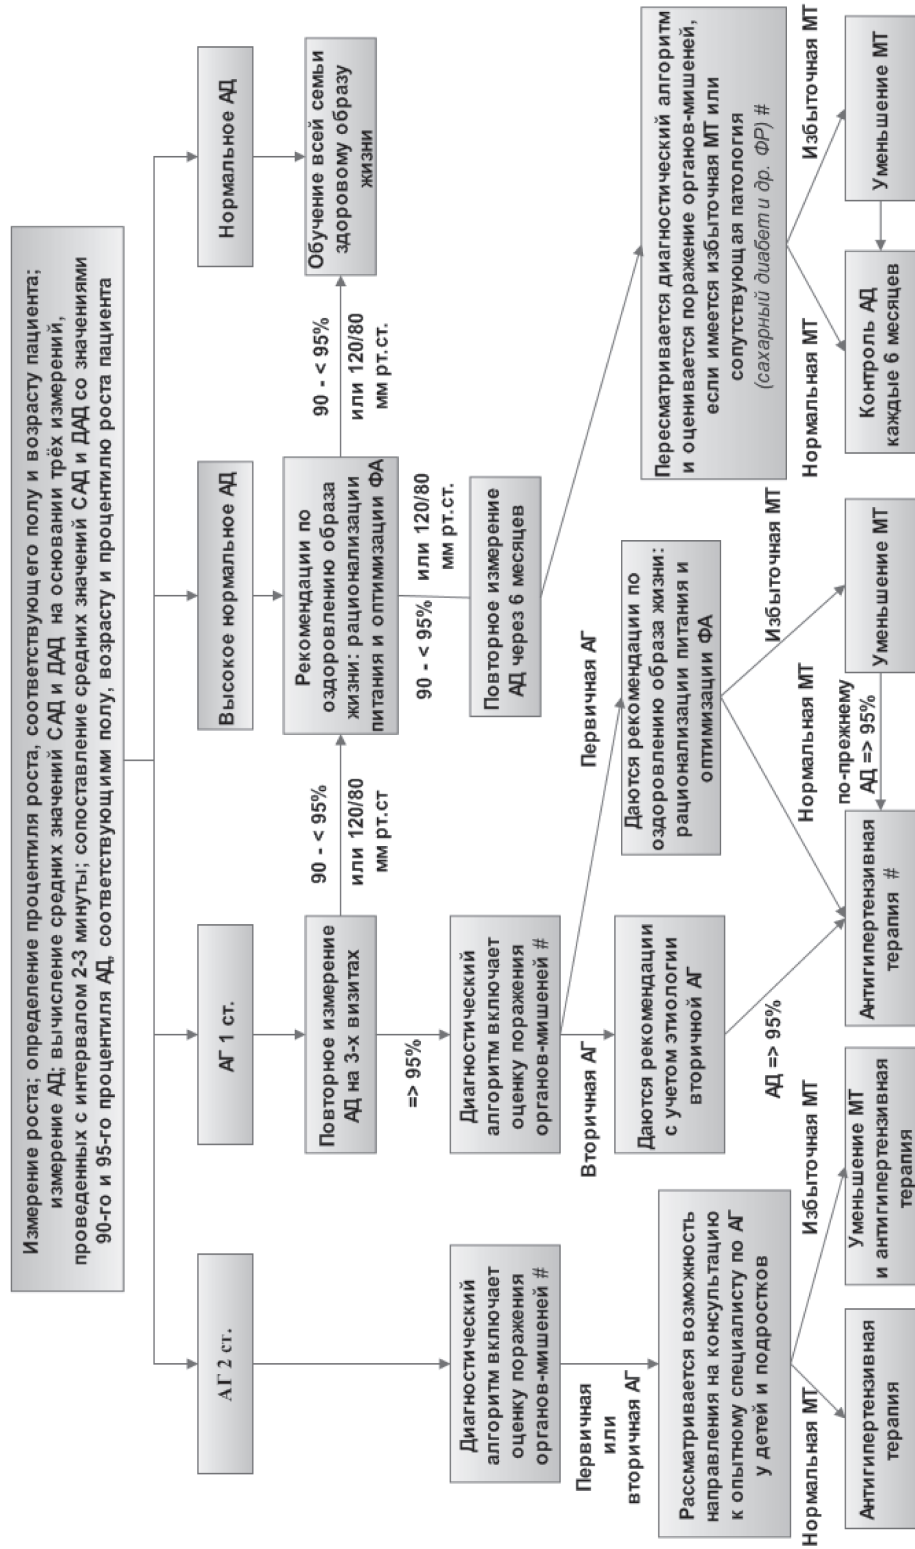 Измерение роста; определение процентиля роста, соответствующего полу и возрасту пациента;
измерение АД; вычисление средних значений САД и ДАД на основании трёх измерений,
проведенных с интервалом 2-3 минуты; сопоставление средних значений САД и ДАД со значениями
90-го и 95-го процентиля АД, соответствующими полу, возрасту и процентилю роста пациента
АГ 2 ст.
АГ 1 ст.
Высокое нормальное АД
Нормальное АД
Повторное измерение
АД на 3-х визитах
90 - < 95%
или 120/80
мм рт.ст
Рекомендации по
оздоровлению образа
жизни: рационализации
питания и оптимизации ФА
90 - < 95%
или 120/80
мм рт.ст.
Обучение всей семьи
здоровому образу
жизни
=> 95%
90 - < 95%
или 120/80
мм рт.ст.
Диагностический
алгоритм включает
оценку поражения
органов-мишеней #
Диагностический
алгоритм включает
оценку поражения
органов-мишеней #
Повторное измерение
АД через 6 месяцев
Первичная
или
вторичная АГ
Вторичная АГ
Первичная АГ
Рассматривается возможность
направления на консультацию
к опытному специалисту по АГ
у детей и подростков
Даются рекомендации
с учетом этиологии
вторичной АГ
Даются рекомендации по
оздоровлению образа жизни:
рационализации питания и
оптимизации ФА
Пересматривается диагностический алгоритм
и оценивается поражение органов-мишеней,
если имеется избыточная МТ или
сопутствующая патология
(сахарный диабет и др. ФР) #
Нормальная МТ
Избыточная МТ
АД => 95%
Нормальная МТ
Избыточная МТ
Нормальная МТ
Избыточная МТ
Антигипертензивная
терапия
Уменьшение МТ
и антигипертензивная
терапия
Антигипертензивная
терапия #
по-прежнему
АД => 95%
Уменьшение МТ
Контроль АД
каждые 6 месяцев
Уменьшение МТ